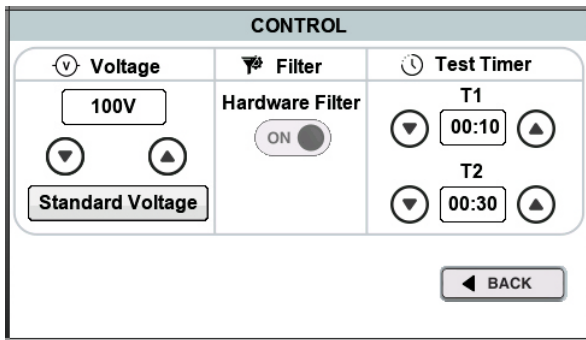 CONTROL
V Voltage
Filter
Test Timer
100V
Standard Voltage
Hardware Filter
ON
T1
00:10
T2
00:30
BACK